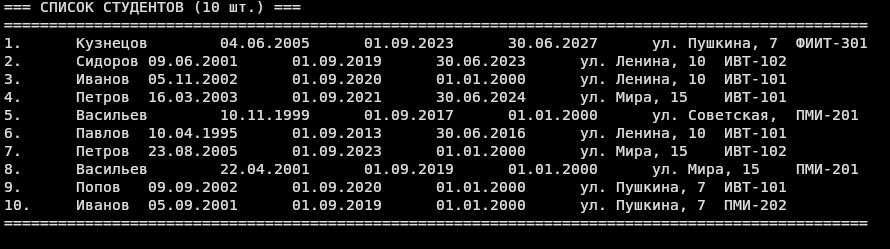 === СПИСОК СТУДЕНТОВ (10 шт.) ===
================================================================================================
1. Кузнецов 04.06.2005 01.09.2023 30.06.2027 ул. Пушкина, 7 ФИИТ-301
2. Сидоров 09.06.2001 01.09.2019 30.06.2023 ул. Ленина, 10 ИВТ-102
3. Иванов 05.11.2002 01.09.2020 01.01.2000 ул. Ленина, 10 ИВТ-101
4. Петров 16.03.2003 01.09.2021 30.06.2024 ул. Мира, 15 ИВТ-101
5. Васильев 10.11.1999 01.09.2017 01.01.2000 ул. Советская, ПМИ-201
6. Павлов 10.04.1995 01.09.2013 30.06.2016 ул. Ленина, 10 ИВТ-101
7. Петров 23.08.2005 01.09.2023 01.01.2000 ул. Мира, 15 ИВТ-102
8. Васильев 22.04.2001 01.09.2019 01.01.2000 ул. Мира, 15 ПМИ-201
9. Попов 09.09.2002 01.09.2020 01.01.2000 ул. Пушкина, 7 ИВТ-101
10. Иванов 05.09.2001 01.09.2019 01.01.2000 ул. Пушкина, 7 ПМИ-202
================================================================================================